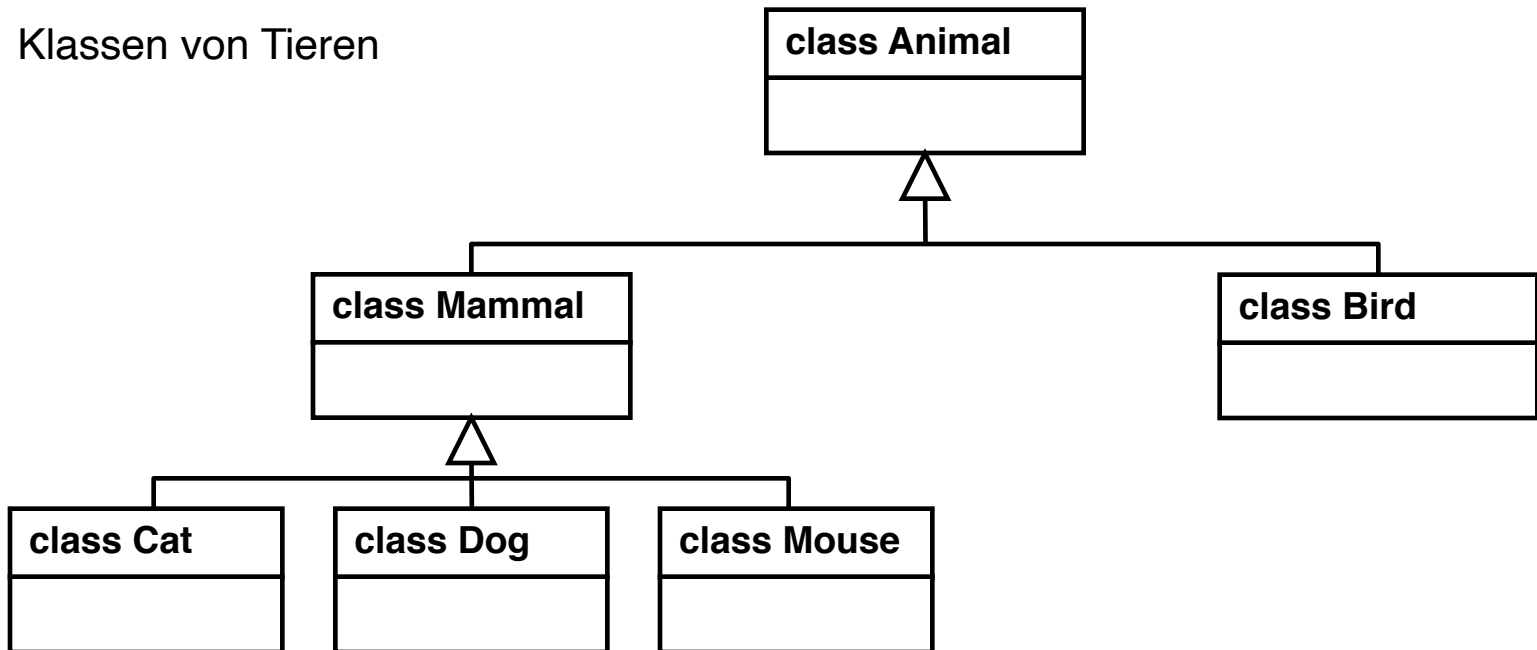 Klassen von Tieren
class Animal
class Mammal
class Bird
class Cat
class Dog
class Mouse